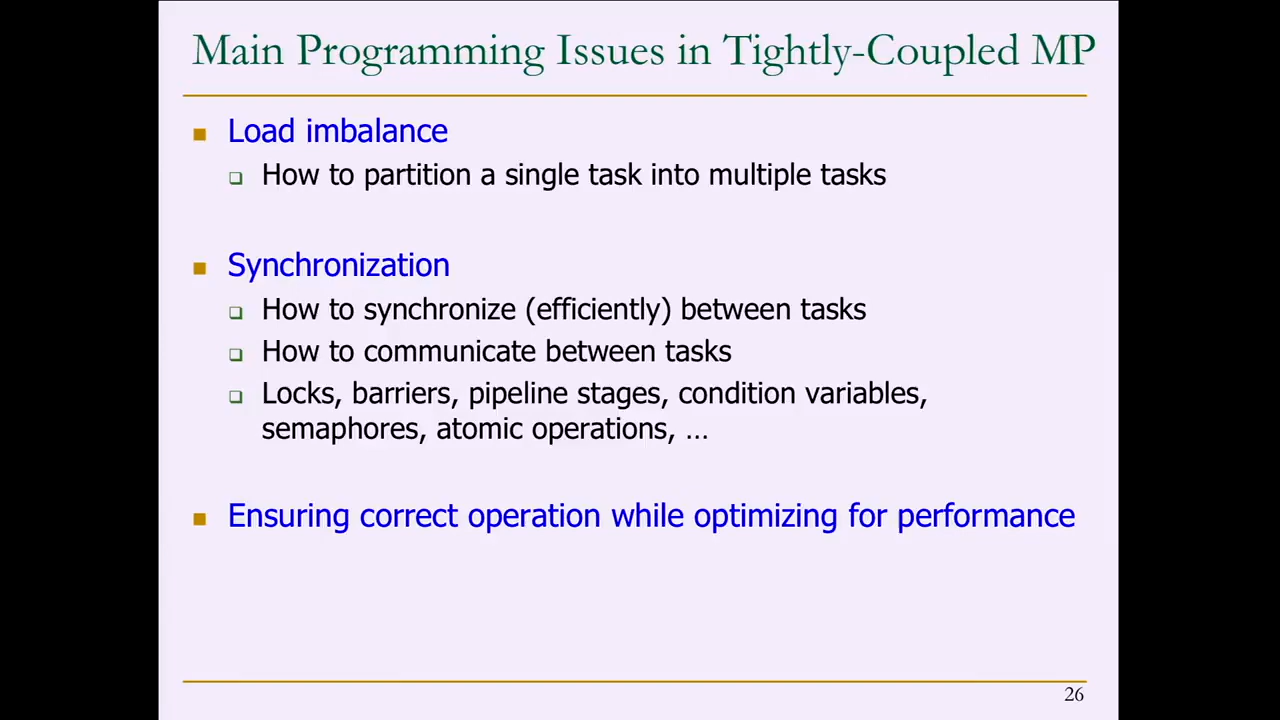 Main Programming Issues in Tightly-Coupled MP
Load imbalance
How to partition a single task into multiple tasks
Synchronization
How to synchronize (efficiently) between tasks
How to communicate between tasks
Locks, barriers, pipeline stages, condition variables,
semaphores, atomic operations, …
Ensuring correct operation while optimizing for performance
26